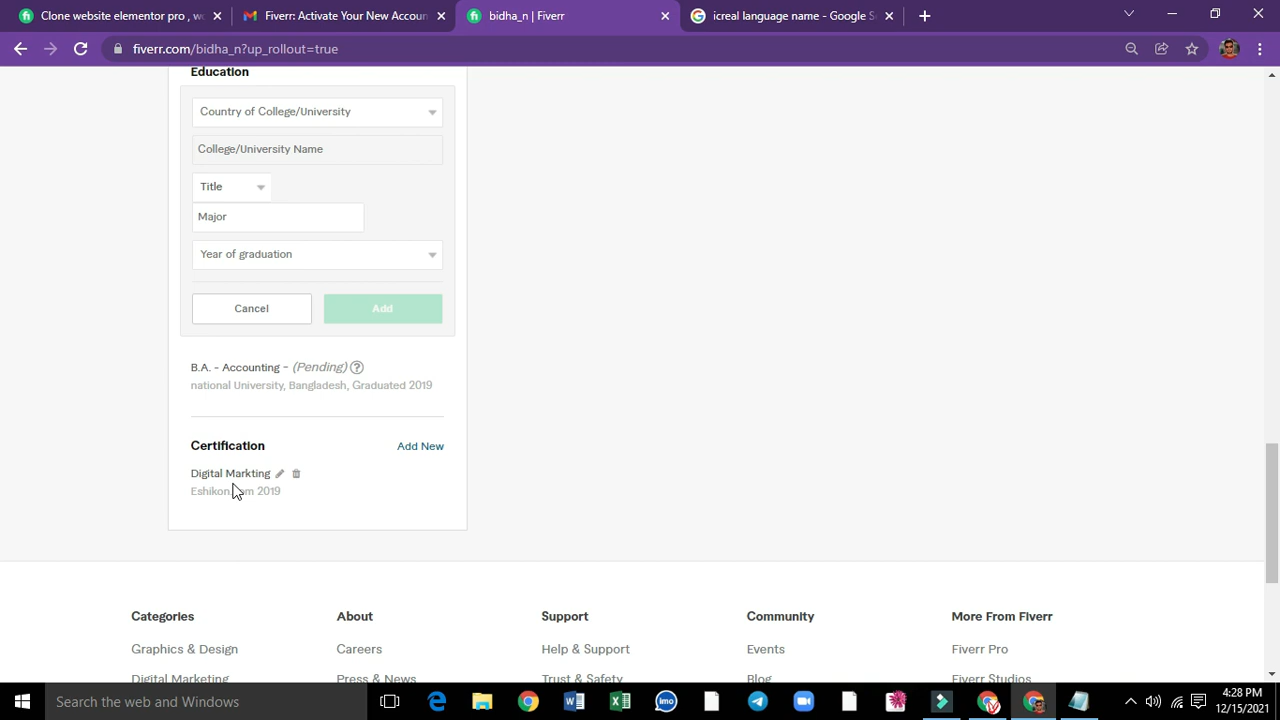 Clone website elementor pro , wo
Fiverr: Activate Your New Accoun
bidha_n | Fiverr
icreal language name - Google S
fiverr.com/bidha_n?up_rollout=true
Education
Country of College/University
College/University Name
Title
Major
Year of graduation
Cancel
Add
B.A. - Accounting - (Pending)
national University, Bangladesh, Graduated 2019
Certification
Add New
Digital Markting
2019
Categories
About
Support
Community
More From Fiverr
Graphics & Design
Careers
Help & Support
Events
Fiverr Pro
Digital Marketing
Press & News
Trust & Safety
Blog
Fiverr Studios
Search the web and Windows
imo
4:28 PM
12/15/2021